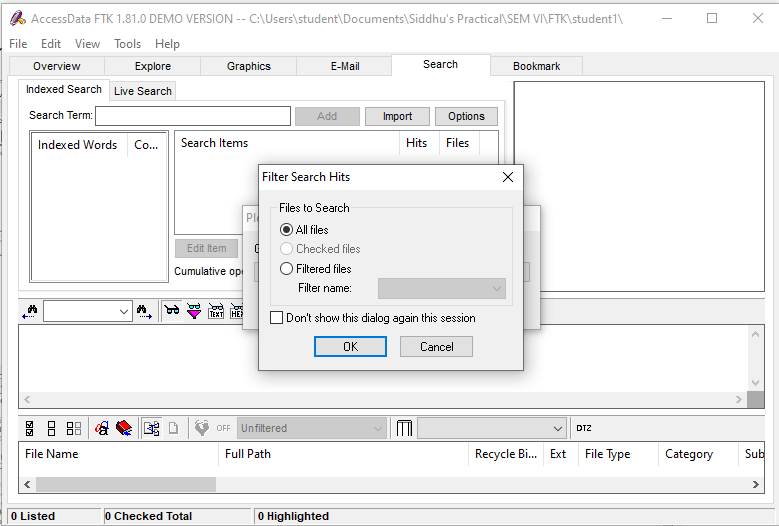 AccessData FTK 1.81.0 DEMO VERSION -- C:\Users\student\Documents\Siddhu's Practical\SEM VI\FTK\student1\
File Edit View Tools Help
Overview Explore Graphics E-Mail Search Bookmark
Indexed Search Live Search
Search Term: Add Import Options
Indexed Words Co... Search Items Hits Files
Filter Search Hits
Files to Search
All files
Checked files
Filtered files
Filter name:
Don't show this dialog again this session
OK Cancel
Edit Item
Cumulative ope
TEXT HEX
OFF Unfiltered DTZ
File Name Full Path Recycle Bi... Ext File Type Category Sub
0 Listed 0 Checked Total 0 Highlighted